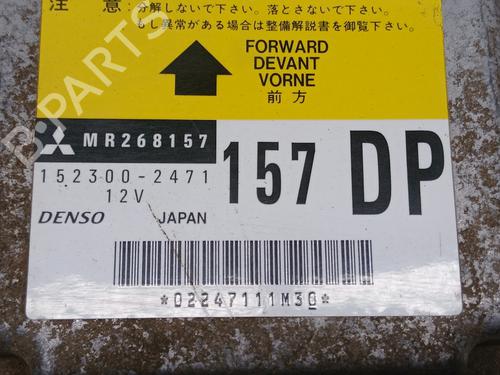 注 意:分解しないで下さい。落とさないで下さい。
もし異常がある場合は整備解説書を御覧下さい。
FORWARD
DEVANT
VORNE
前方
MR268157
152300-2471
12V
157 DP
DENSO JAPAN
*02247111M30*
B-PARTS